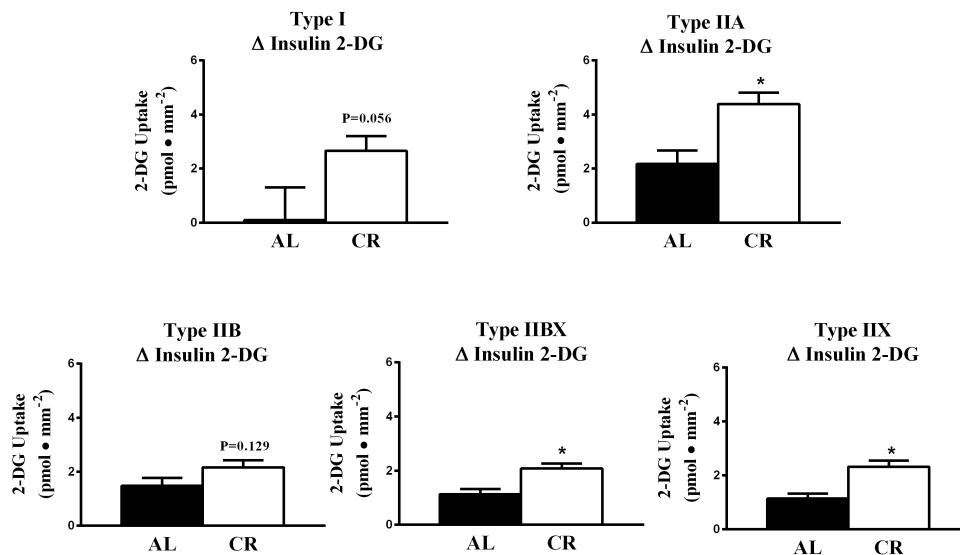 Type I
Δ Insulin 2-DG
2-DG Uptake
(pmol • mm⁻²)
6
4
2
0
P=0.056
AL CR
Type IIA
Δ Insulin 2-DG
2-DG Uptake
(pmol • mm⁻²)
6
4
2
0
*
AL CR
Type IIB
Δ Insulin 2-DG
2-DG Uptake
(pmol • mm⁻²)
6
4
2
0
P=0.129
AL CR
Type IIBX
Δ Insulin 2-DG
2-DG Uptake
(pmol • mm⁻²)
6
4
2
0
*
AL CR
Type IIX
Δ Insulin 2-DG
2-DG Uptake
(pmol • mm⁻²)
6
4
2
0
*
AL CR